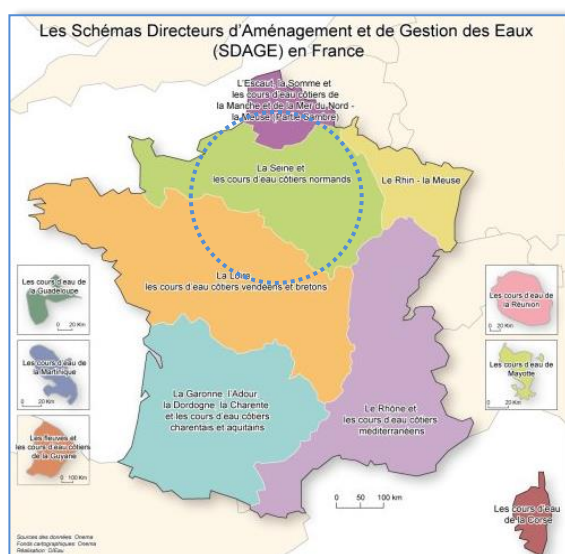 Les Schémas Directeurs d'Aménagement et de Gestion des Eaux
(SDAGE) en France
L'Escaut, la Somme et
les cours d'eau côtiers de
la Manche et de la Mer du Nord -
la Meuse (Partie Sambre)
La Seine et
les cours d'eau côtiers normands
Le Rhin - la Meuse
La Loire,
les cours d'eau côtiers vendéens et bretons
Les cours d'eau de
la Guadeloupe
0 20 Km
Les cours d'eau de
la Réunion
0 20 Km
Les cours d'eau de
la Martinique
0 20 Km
Les cours d'eau de
Mayotte
0 20 Km
La Garonne, l'Adour,
la Dordogne, la Charente
et les cours d'eau côtiers
charentais et aquitains
Le Rhône et
les cours d'eau côtiers
méditerranéens
Les fleuves et
les cours d'eau côtiers
de la Guyane
0 100 Km
0 50 100 km
Les cours d'eau
de la Corse
Sources des données: Onema
Fonds cartographiques: Onema
Réalisation: OIEau